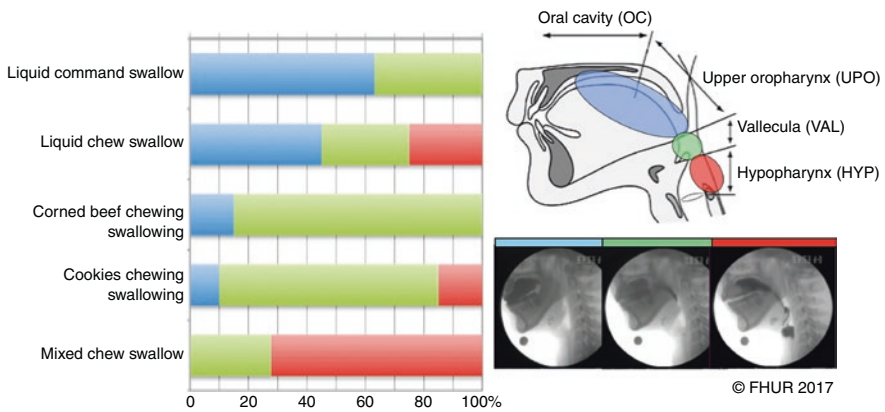 Liquid command swallow
Liquid chew swallow
Corned beef chewing
swallowing
Cookies chewing
swallowing
Mixed chew swallow
0 20 40 60 80 100%
Oral cavity (OC)
Upper oropharynx (UPO)
Vallecula (VAL)
Hypopharynx (HYP)
© FHUR 2017